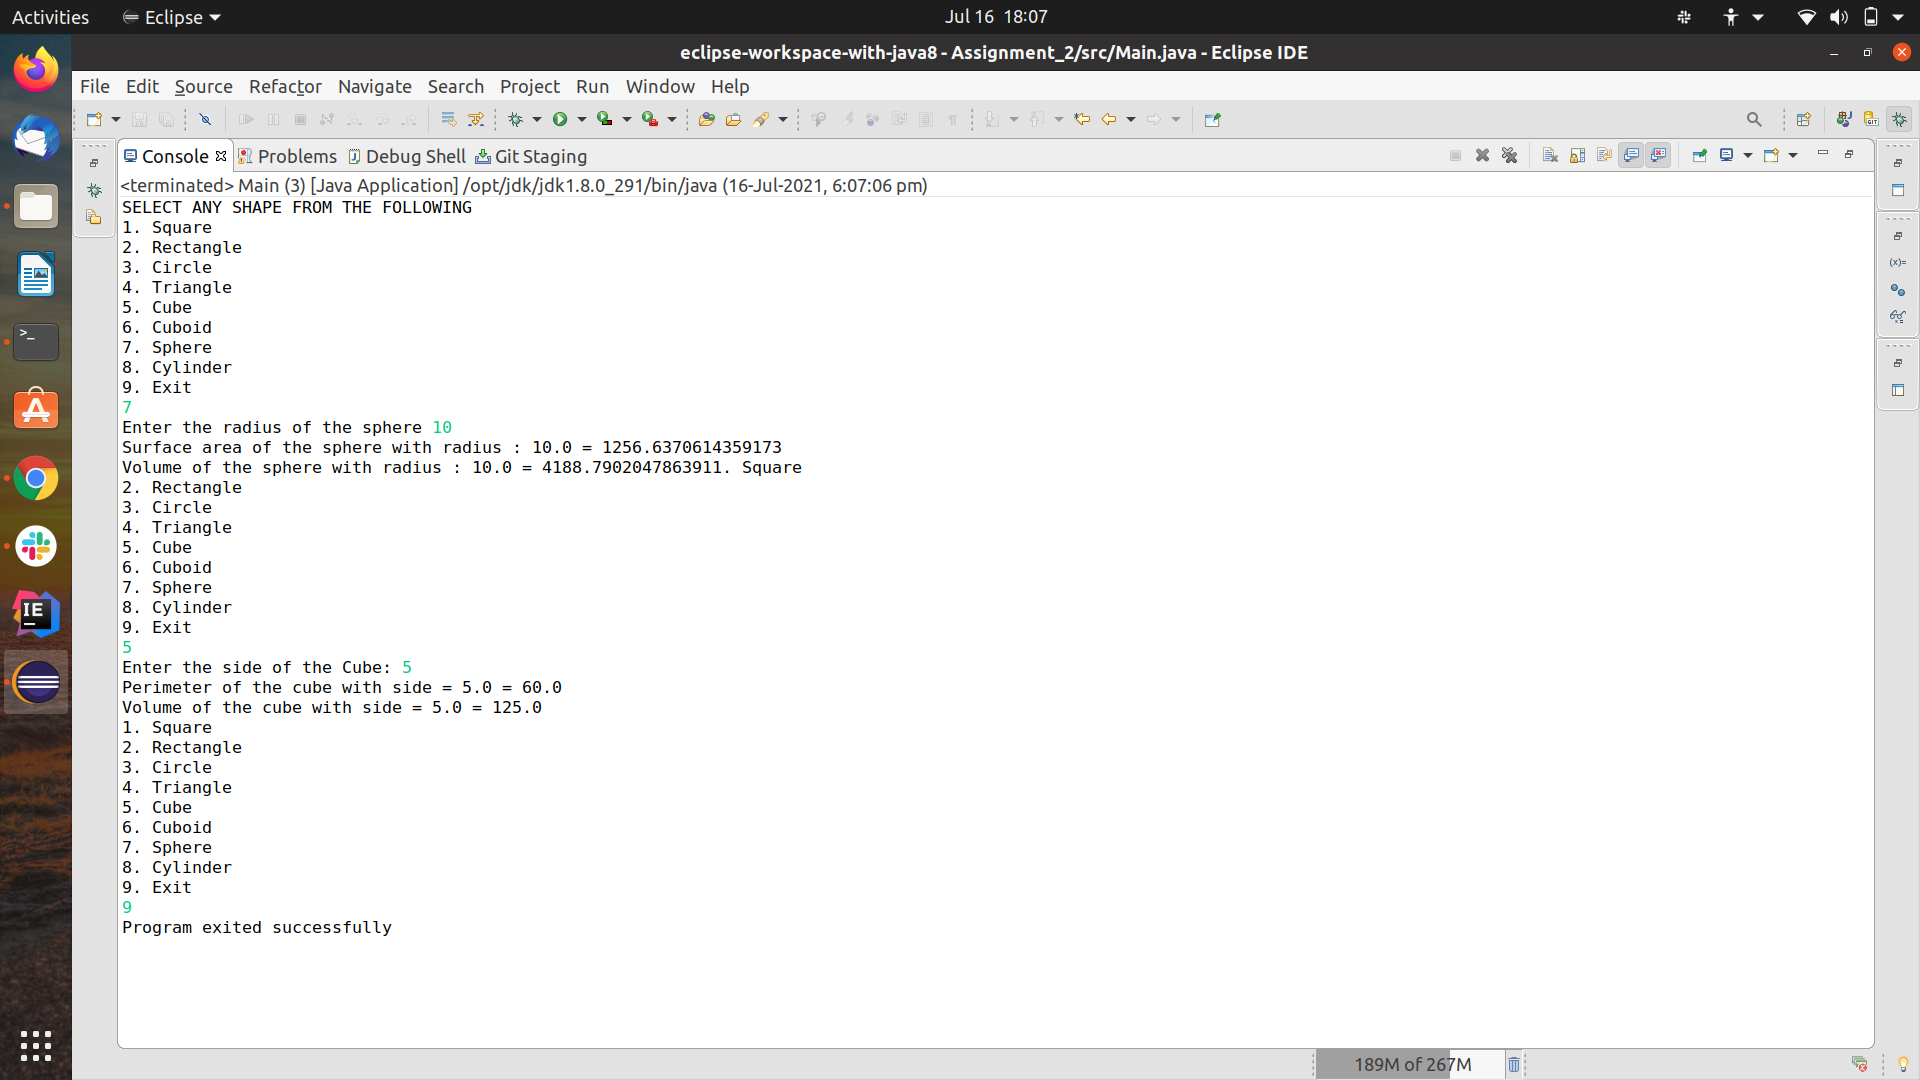 Activities Eclipse Jul 16 18:07
eclipse-workspace-with-java8 - Assignment_2/src/Main.java - Eclipse IDE
File Edit Source Refactor Navigate Search Project Run Window Help
Console Problems Debug Shell Git Staging
<terminated> Main (3) [Java Application] /opt/jdk/jdk1.8.0_291/bin/java (16-Jul-2021, 6:07:06 pm)
SELECT ANY SHAPE FROM THE FOLLOWING
1. Square
2. Rectangle
3. Circle
4. Triangle
5. Cube
6. Cuboid
7. Sphere
8. Cylinder
9. Exit
7
Enter the radius of the sphere 10
Surface area of the sphere with radius : 10.0 = 1256.6370614359173
Volume of the sphere with radius : 10.0 = 4188.7902047863911. Square
2. Rectangle
3. Circle
4. Triangle
5. Cube
6. Cuboid
7. Sphere
8. Cylinder
9. Exit
5
Enter the side of the Cube: 5
Perimeter of the cube with side = 5.0 = 60.0
Volume of the cube with side = 5.0 = 125.0
1. Square
2. Rectangle
3. Circle
4. Triangle
5. Cube
6. Cuboid
7. Sphere
8. Cylinder
9. Exit
9
Program exited successfully
189M of 267M